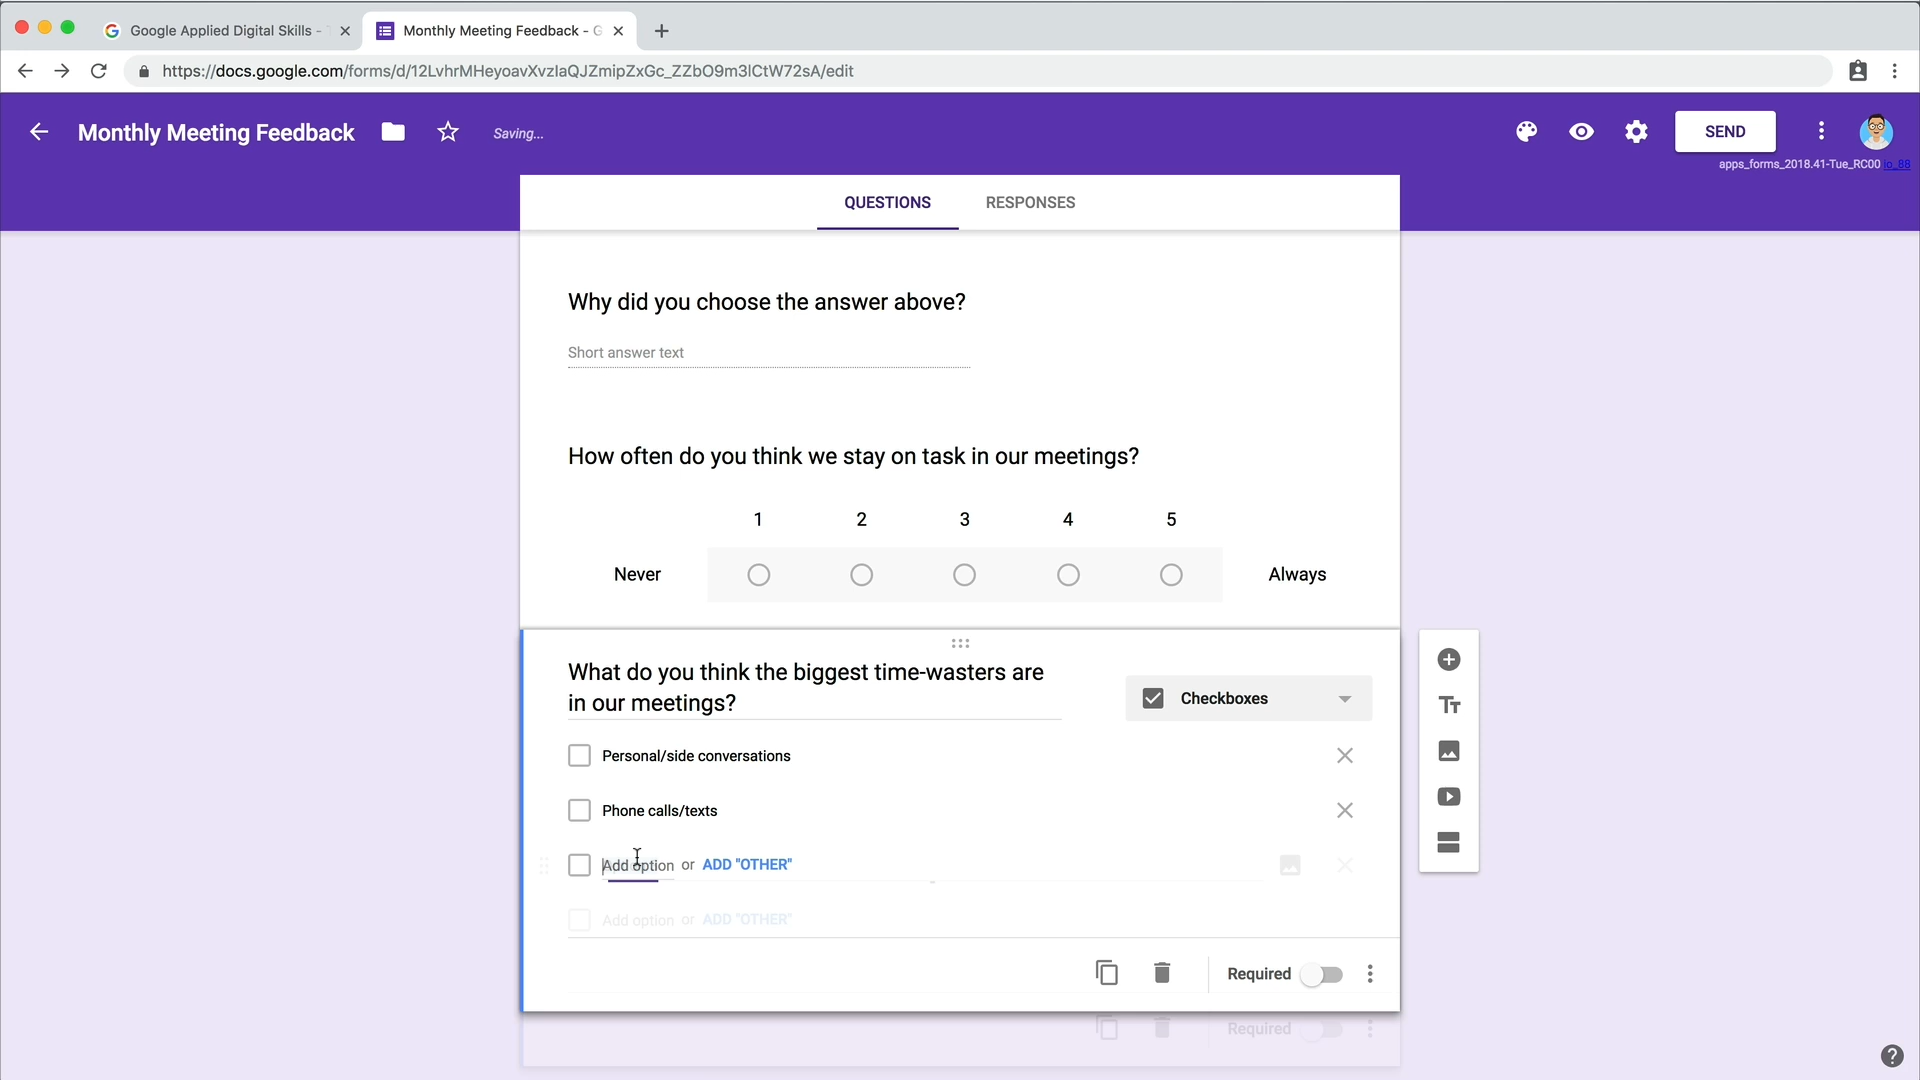 Google Applied Digital Skills -
Monthly Meeting Feedback - G
https://docs.google.com/forms/d/12LvhrMHeyoavXvzIaQJZmipZxGc_ZZbO9m3lCtW72sA/edit
Monthly Meeting Feedback
Saving...
SEND
apps_forms_2018.41-Tue_RC00 io_88
QUESTIONS
RESPONSES
Why did you choose the answer above?
Short answer text
How often do you think we stay on task in our meetings?
1 2 3 4 5
Never
Always
What do you think the biggest time-wasters are
in our meetings?
Checkboxes
Personal/side conversations
Phone calls/texts
Add option or ADD "OTHER"
Add option or ADD "OTHER"
Required
Required